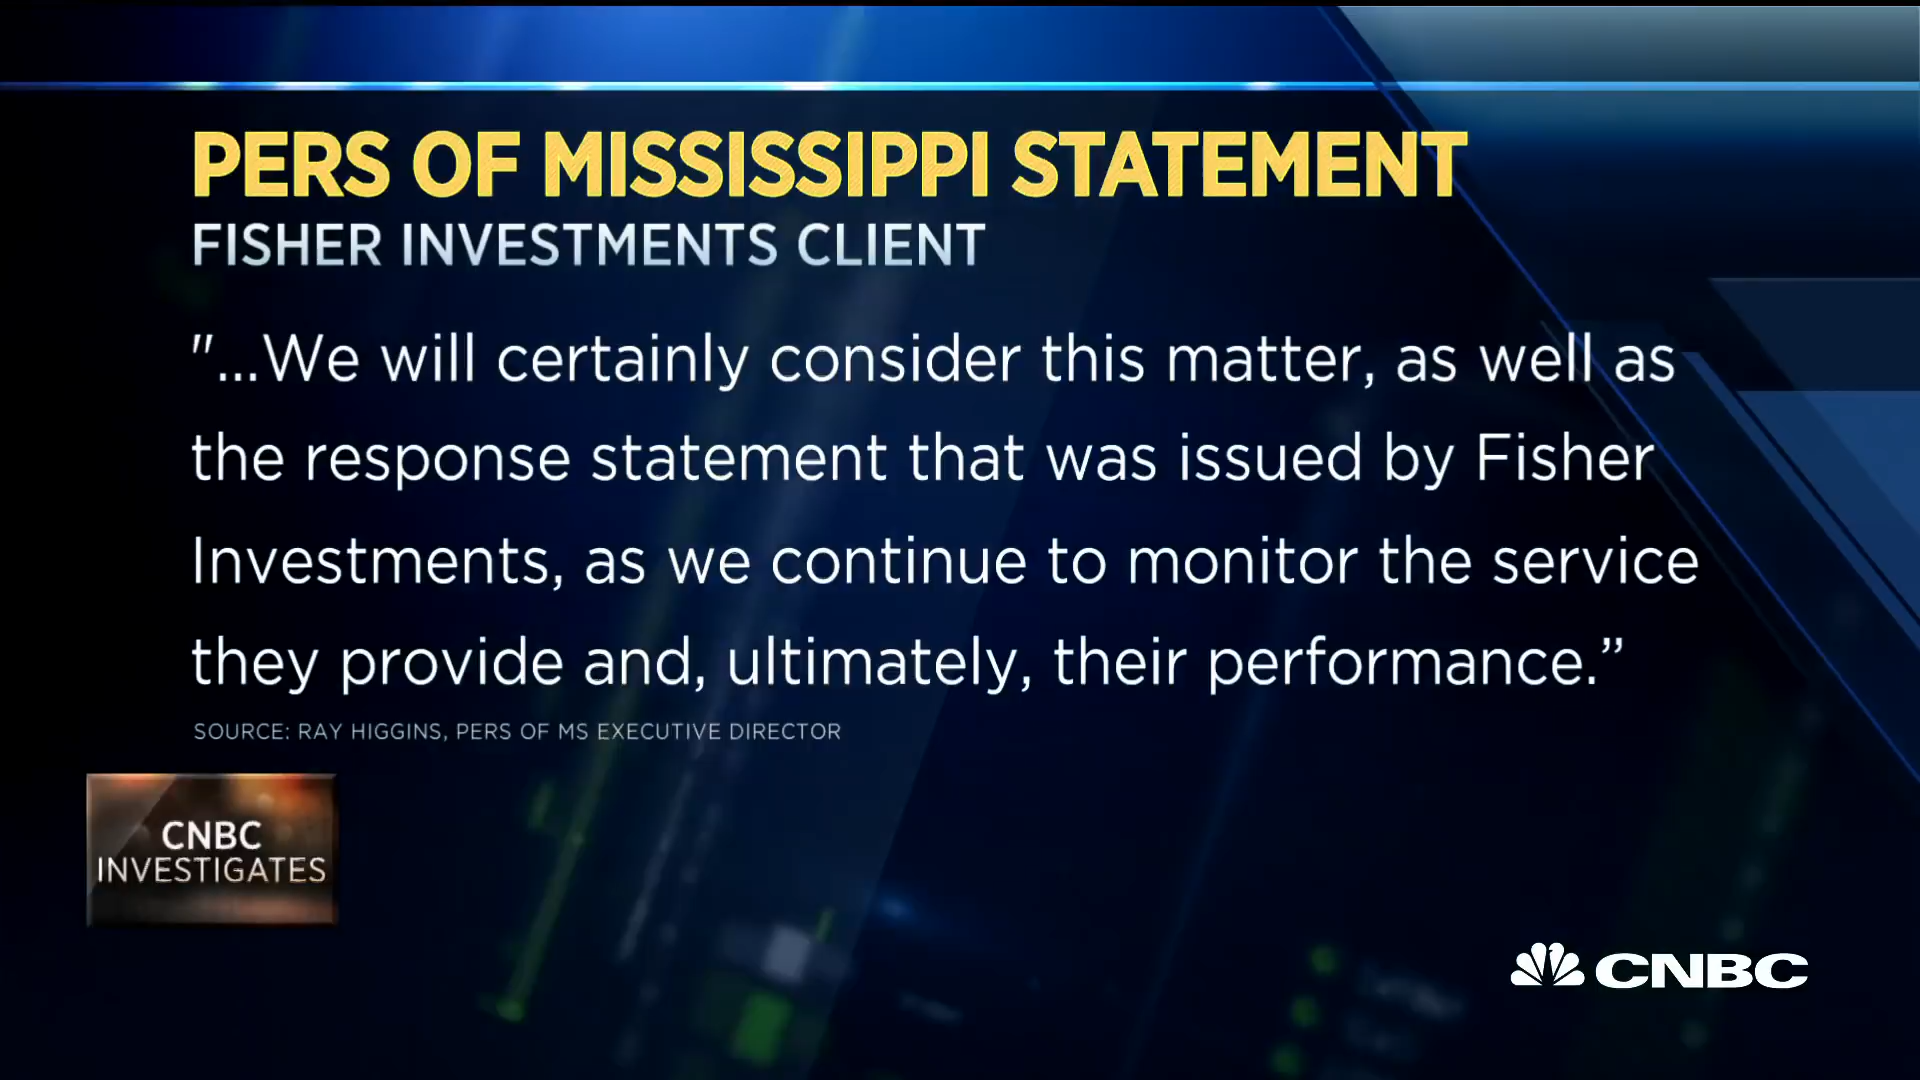 PERS OF MISSISSIPPI STATEMENT
FISHER INVESTMENTS CLIENT
"...We will certainly consider this matter, as well as
the response statement that was issued by Fisher
Investments, as we continue to monitor the service
they provide and, ultimately, their performance.”
SOURCE: RAY HIGGINS, PERS OF MS EXECUTIVE DIRECTOR
CNBC
INVESTIGATES
CNBC